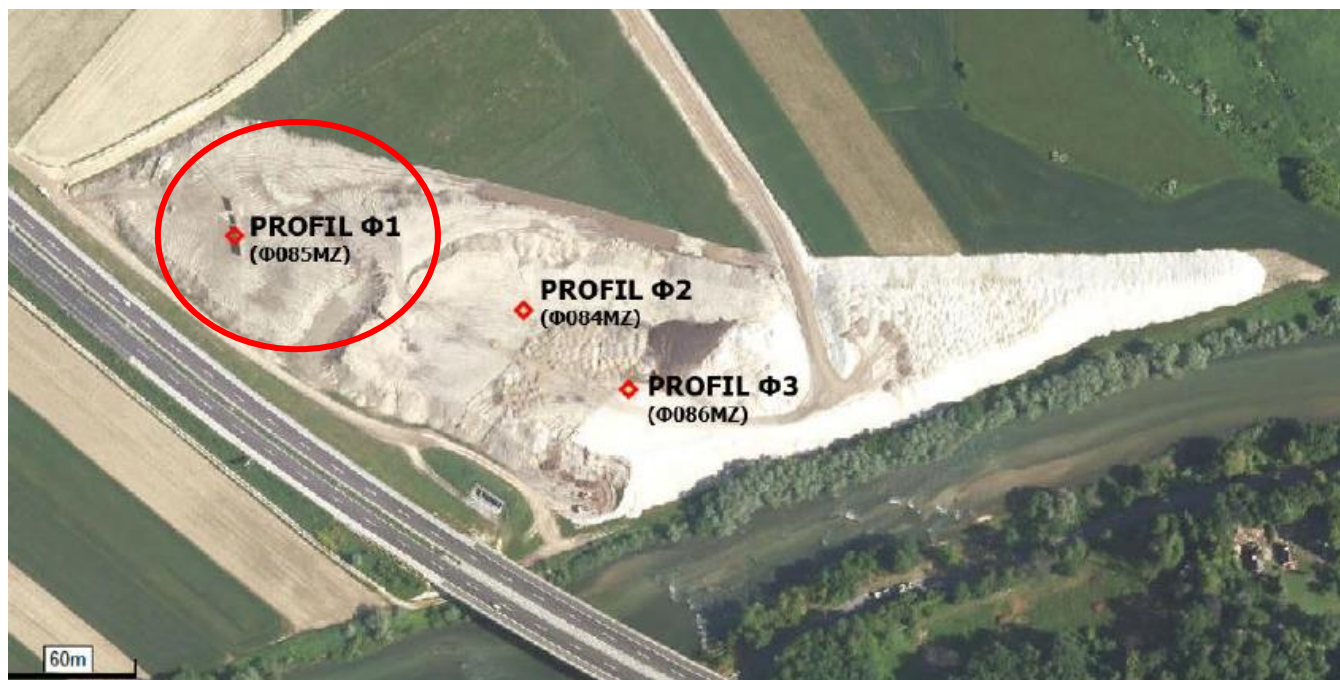 PROFIL Φ1
(Φ085MZ)
PROFIL Φ2
(Φ084MZ)
PROFIL Φ3
(Φ086MZ)
60m